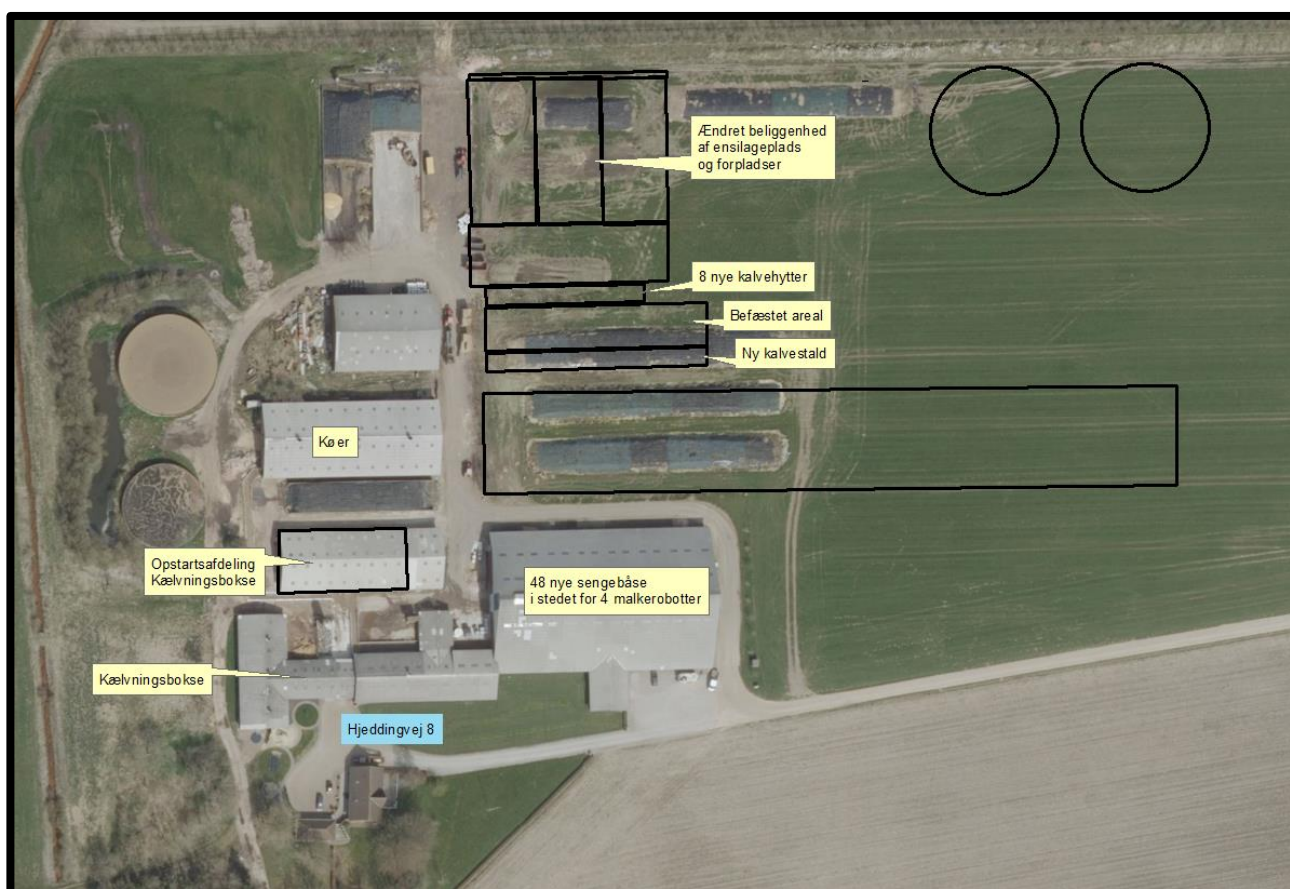 Ændret beliggenhed
af ensilageplads
og forpladser
8 nye kalvehytter
Befæstet areal
Ny kalvestald
Køer
Opstartsafdeling
Kælvningsbokse
48 nye sengebåse
i stedet for 4 malkerobotter
Kælvningsbokse
Hjeddingvej 8